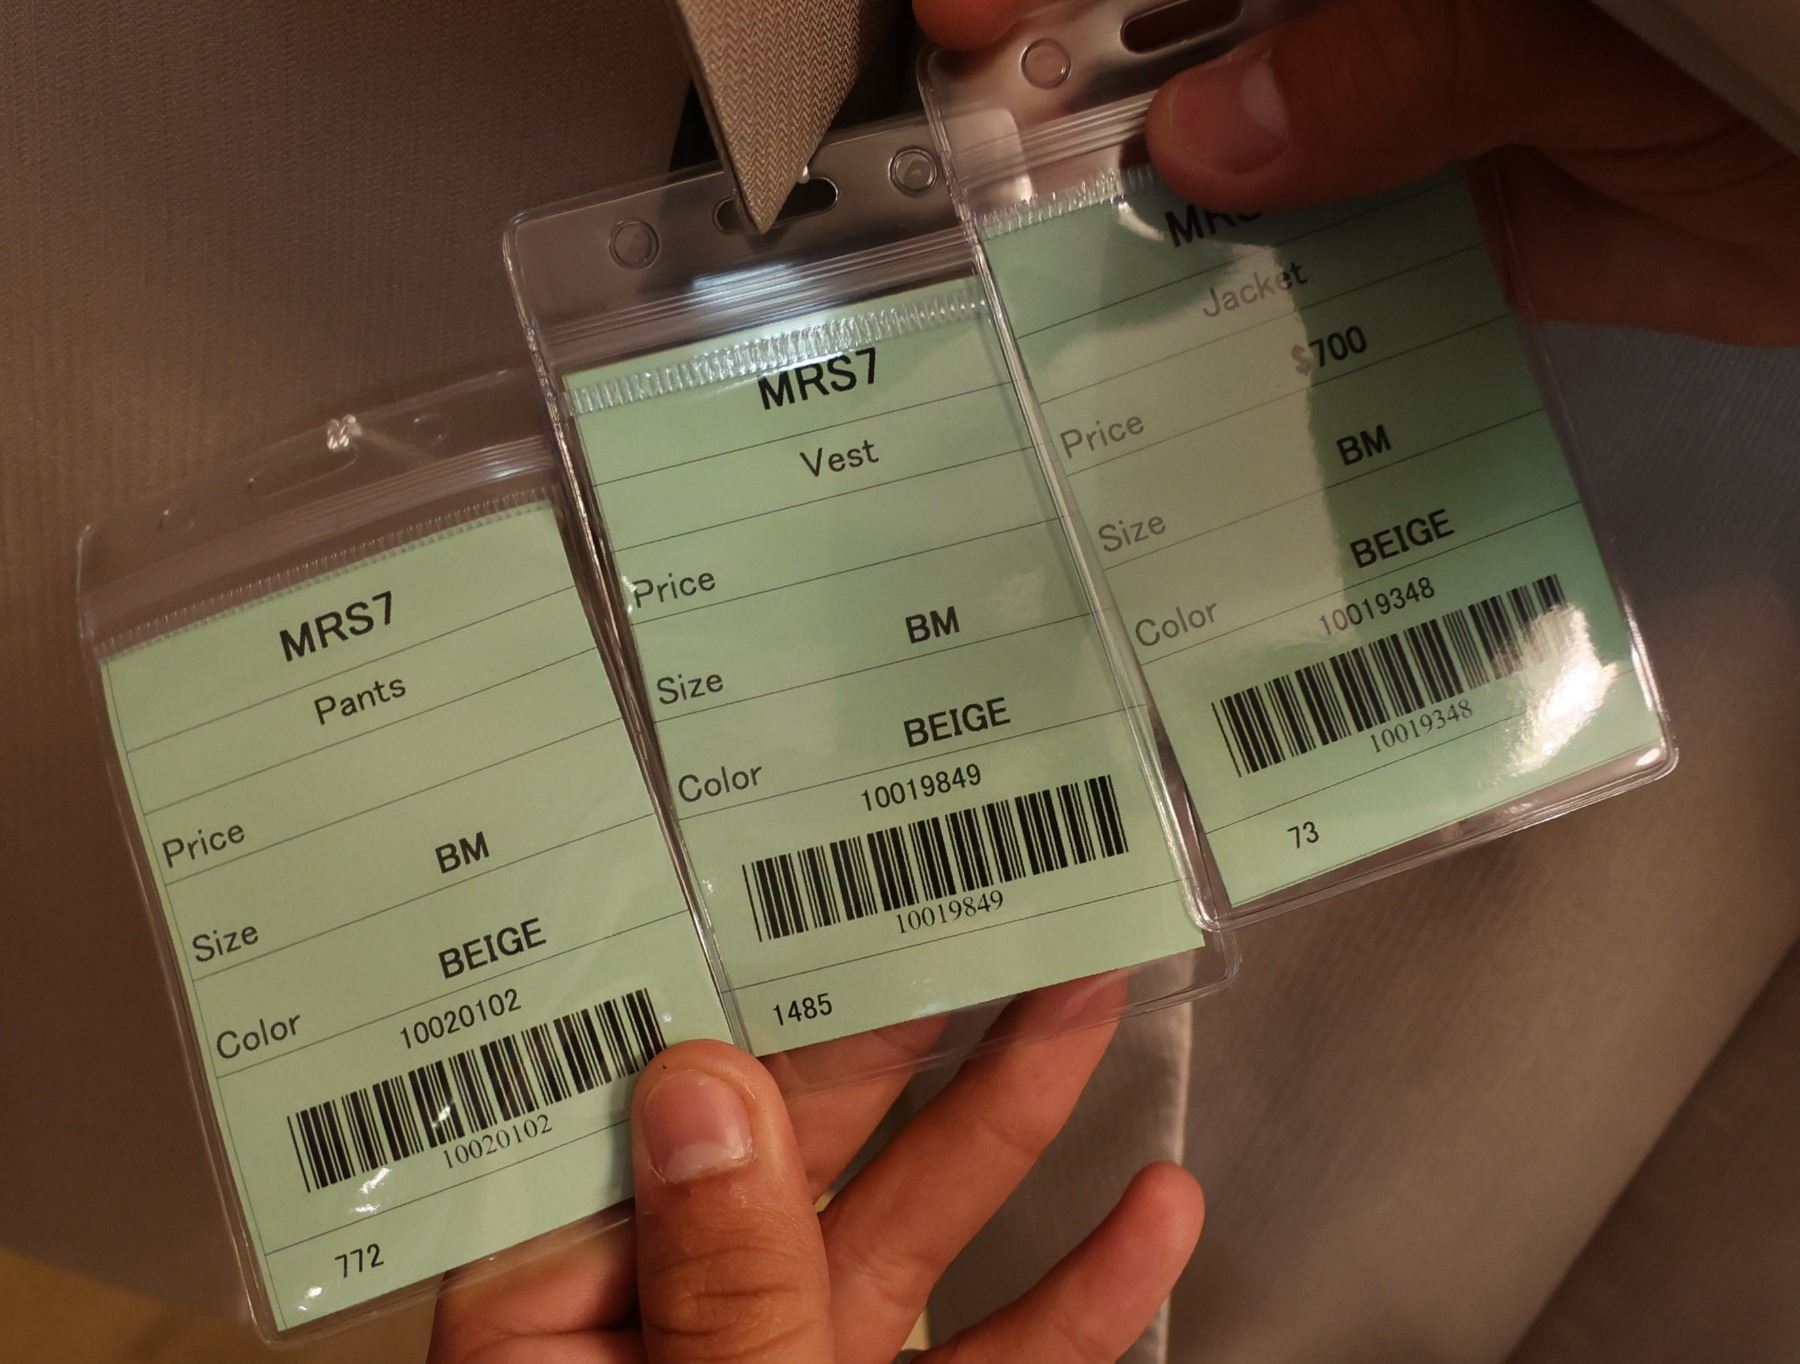 MRS7
Pants
Price
Size BM
Color BEIGE
10020102
10020102
772
MRS7
Vest
Price
Size BM
Color BEIGE
10019849
10019849
1485
Jacket
Price $700
Size BM
Color BEIGE
10019348
10019348
73